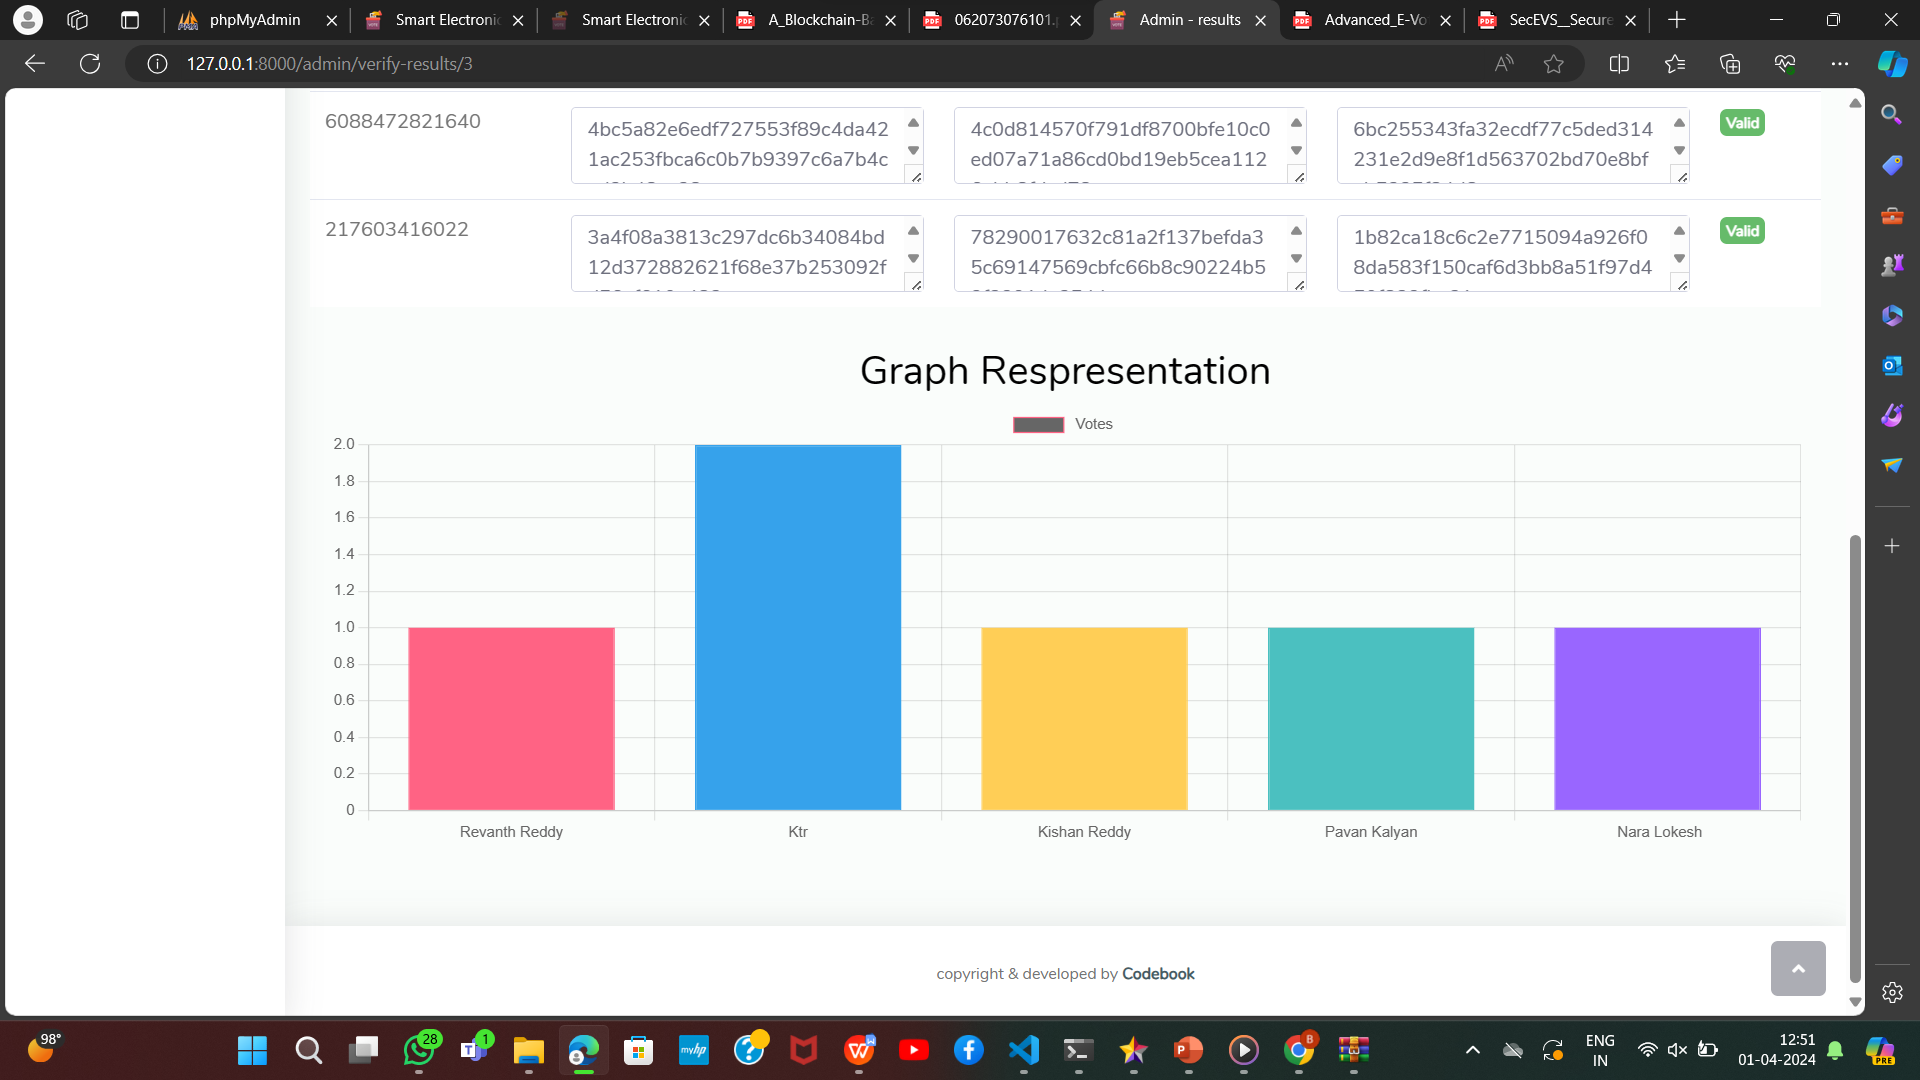 phpMyAdmin
Smart Electronic
Smart Electronic
A_Blockchain-Ba
062073076101.p
Admin - results
Advanced_E-Vo
SecEVS__Secure
127.0.0.1:8000/admin/verify-results/3
6088472821640
4bc5a82e6edf727553f89c4da42
1ac253fbca6c0b7b9397c6a7b4c
4c0d814570f791df8700bfe10c0
ed07a71a86cd0bd19eb5cea112
6bc255343fa32ecdf77c5ded314
231e2d9e8f1d563702bd70e8bf
Valid
217603416022
3a4f08a3813c297dc6b34084bd
12d372882621f68e37b253092f
78290017632c81a2f137befda3
5c69147569cbfc66b8c90224b5
1b82ca18c6c2e7715094a926f0
8da583f150caf6d3bb8a51f97d4
Valid
Graph Respresentation
Votes
2.0
1.8
1.6
1.4
1.2
1.0
0.8
0.6
0.4
0.2
0
Revanth Reddy
Ktr
Kishan Reddy
Pavan Kalyan
Nara Lokesh
copyright & developed by Codebook
98°
28
1
myhp
B
ENG
IN
12:51
01-04-2024
PRE